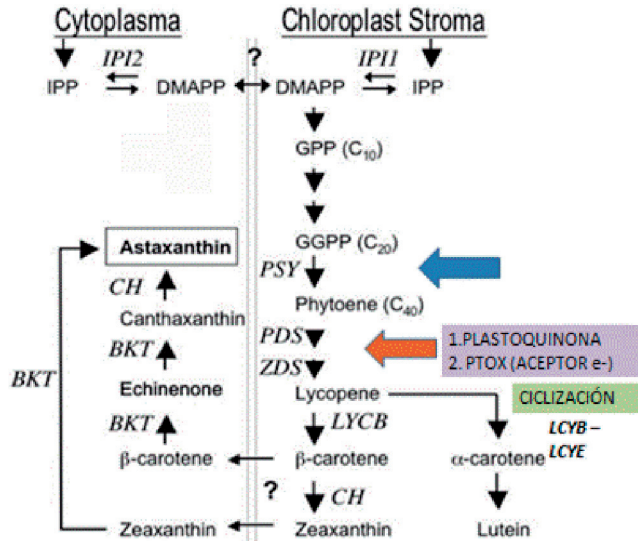 Cytoplasma Chloroplast Stroma
IPI2 ? IPI1
IPP DMAPP DMAPP IPP
GPP (C10)
GGPP (C20)
Astaxanthin
PSY
CH
Phytoene (C40)
Canthaxanthin
PDS
1.PLASTOQUINONA
BKT
2. PTOX (ACEPTOR e-)
BKT
ZDS
Echinenone
Lycopene
CICLIZACIÓN
BKT
LYCB
LCYB –
β-carotene β-carotene α-carotene
LCYE
? CH
Zeaxanthin Zeaxanthin Lutein